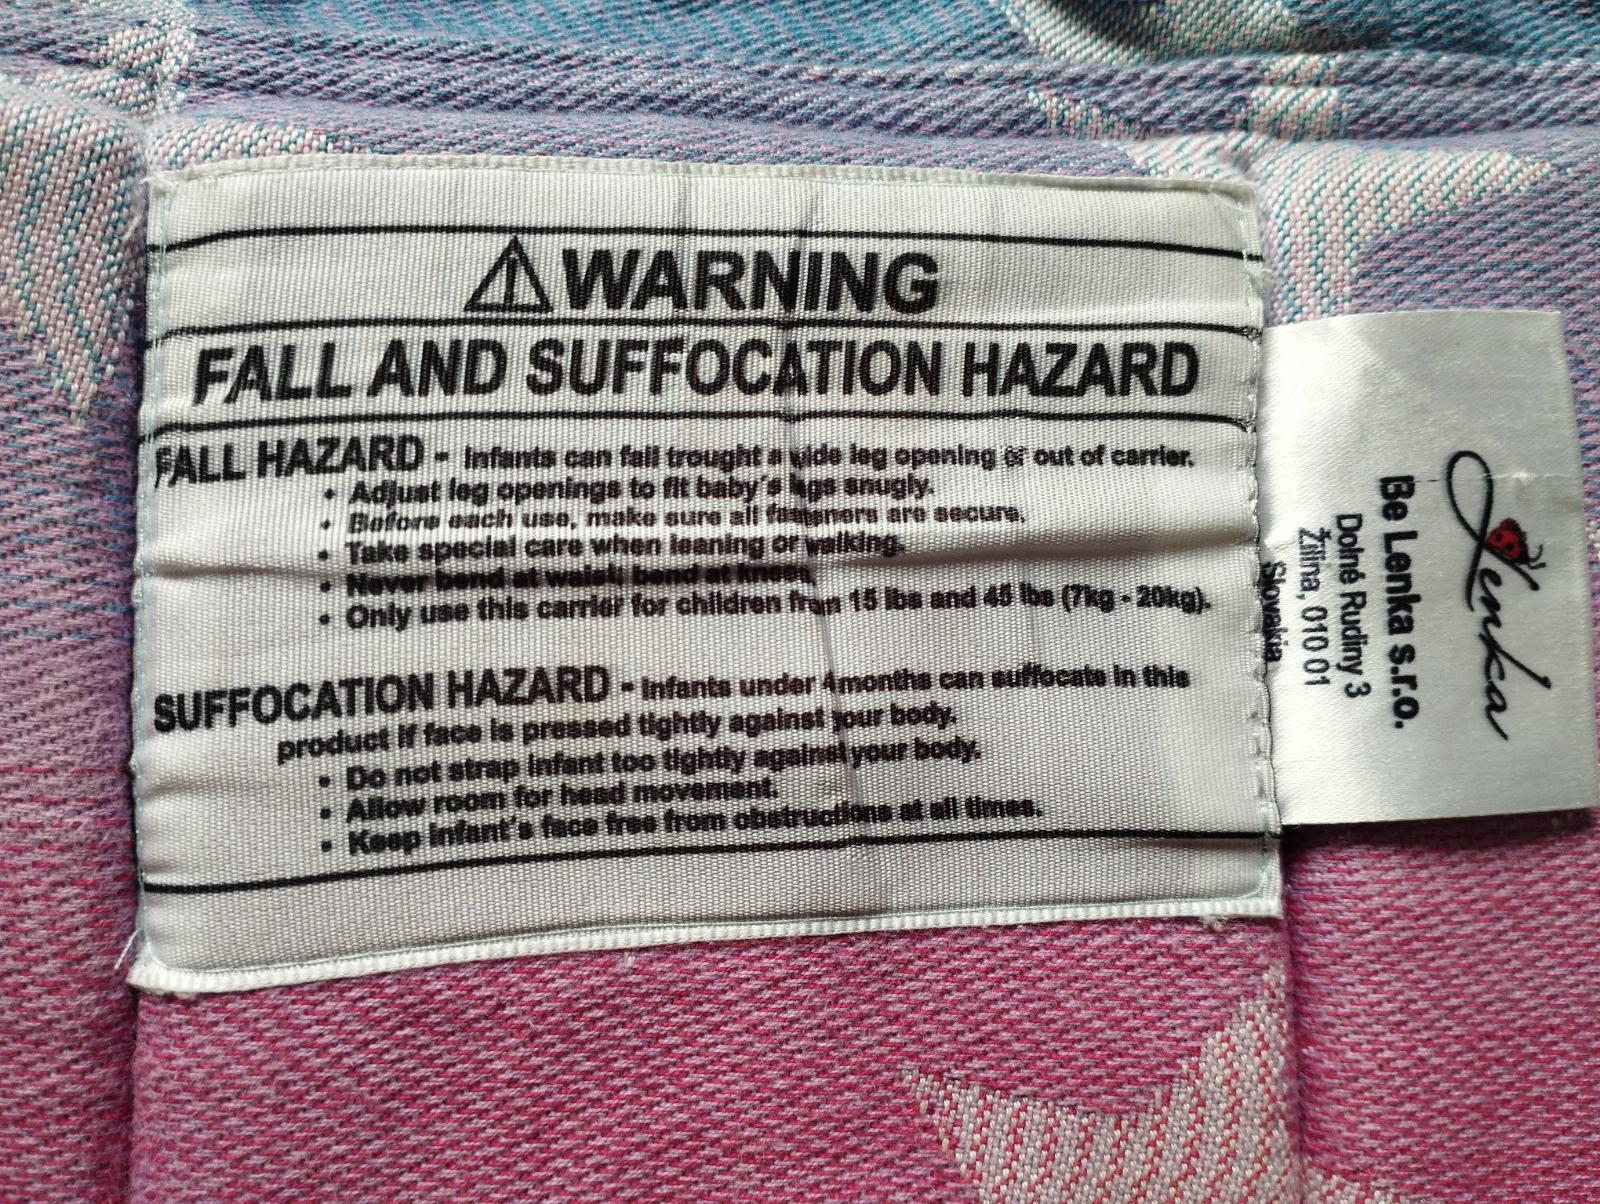 WARNING
FALL AND SUFFOCATION HAZARD
FALL HAZARD - Infants can fall trought a wide leg opening or out of carrier.
• Adjust leg openings to fit baby's legs snugly.
• Before each use, make sure all fasteners are secure.
• Take special care when leaning or walking.
• Never bend at waist; bend at knees.
• Only use this carrier for children from 15 lbs and 45 lbs (7kg - 20kg).
SUFFOCATION HAZARD - Infants under 4 months can suffocate in this
product if face is pressed tightly against your body.
• Do not strap infant too tightly against your body.
• Allow room for head movement.
• Keep infant's face free from obstructions at all times.
Lenka
Be Lenka s.r.o.
Dolné Rudiny 3
Žilina, 010 01
Slovakia